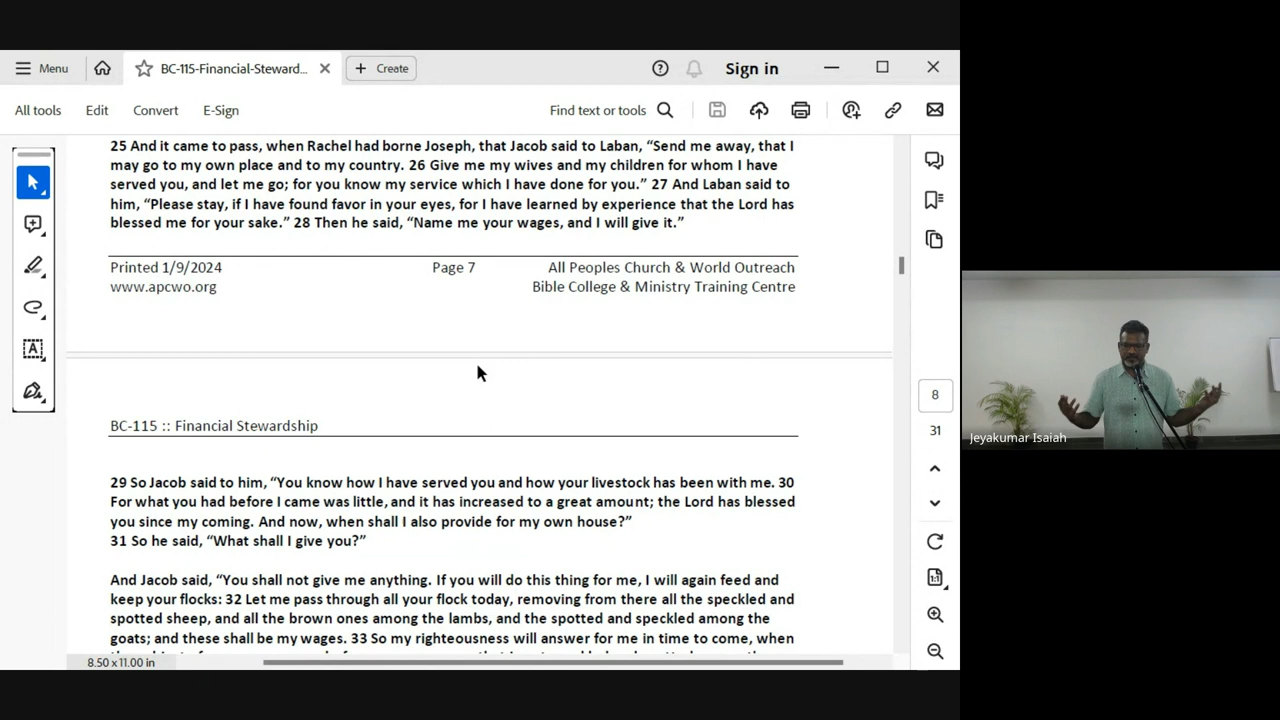 Menu
BC-115-Financial-Steward...
Create
Sign in
All tools
Edit
Convert
E-Sign
Find text or tools
25 And it came to pass, when Rachel had borne Joseph, that Jacob said to Laban, “Send me away, that I
may go to my own place and to my country. 26 Give me my wives and my children for whom I have
served you, and let me go; for you know my service which I have done for you.” 27 And Laban said to
him, “Please stay, if I have found favor in your eyes, for I have learned by experience that the Lord has
blessed me for your sake.” 28 Then he said, “Name me your wages, and I will give it.”
Printed 1/9/2024 Page 7 All Peoples Church & World Outreach
www.apcwo.org Bible College & Ministry Training Centre
BC-115 :: Financial Stewardship
29 So Jacob said to him, “You know how I have served you and how your livestock has been with me. 30
For what you had before I came was little, and it has increased to a great amount; the Lord has blessed
you since my coming. And now, when shall I also provide for my own house?”
31 So he said, “What shall I give you?”
And Jacob said, “You shall not give me anything. If you will do this thing for me, I will again feed and
keep your flocks: 32 Let me pass through all your flock today, removing from there all the speckled and
spotted sheep, and all the brown ones among the lambs, and the spotted and speckled among the
goats; and these shall be my wages. 33 So my righteousness will answer for me in time to come, when
8.50 x 11.00 in
8
31
1:1
Jeyakumar Isaiah